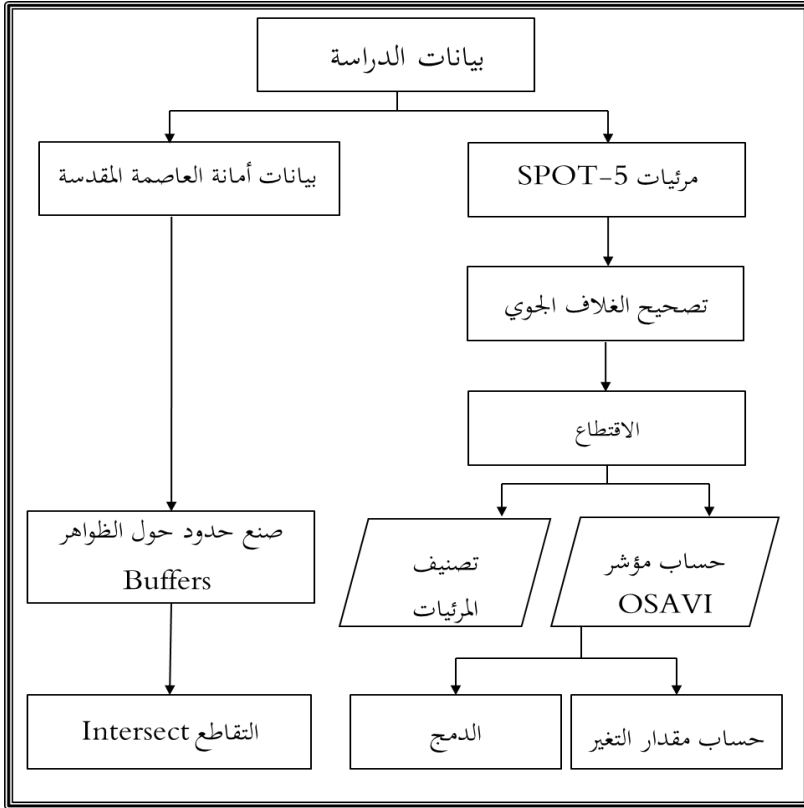 بيانات الدراسة
مرئيات SPOT-5
بيانات أمانة العاصمة المقدسة
تصحيح الغلاف الجوي
الاقتطاع
حساب مؤشر
OSAVI
تصنيف
المرئيات
صنع حدود حول الظواهر
Buffers
حساب مقدار التغير
الدمج
التقاطع Intersect